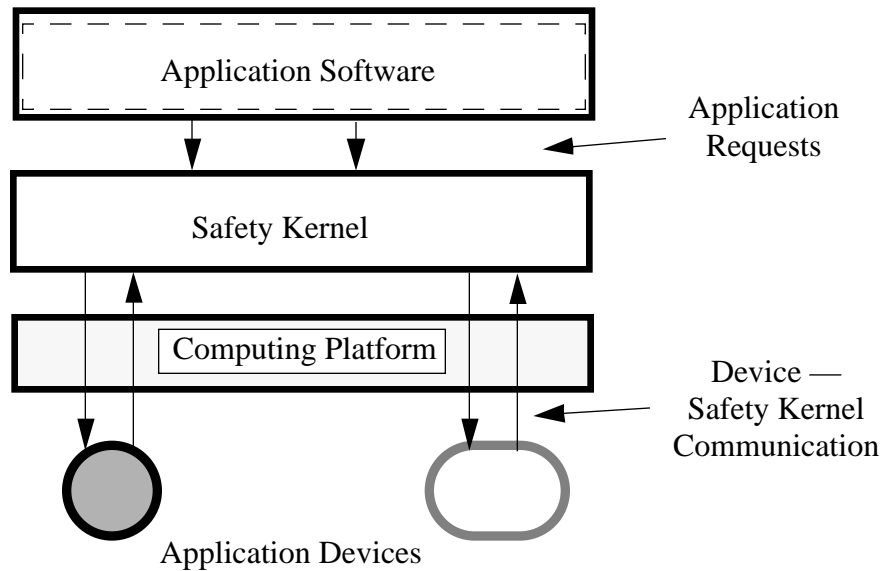 Application Software
Application
Requests
Safety Kernel
Computing Platform
Device —
Safety Kernel
Communication
Application Devices